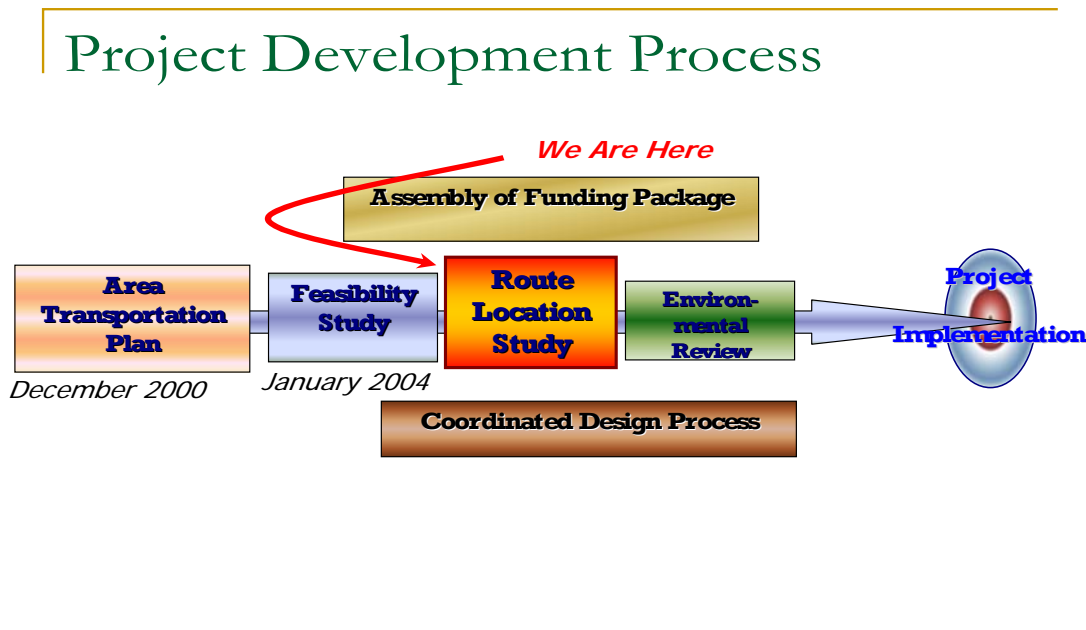 Project Development Process
We Are Here
Assembly of Funding Package
Area
Transportation
Plan
December 2000
Feasibility
Study
January 2004
Route
Location
Study
Environ-
mental
Review
Project
Implementation
Coordinated Design Process